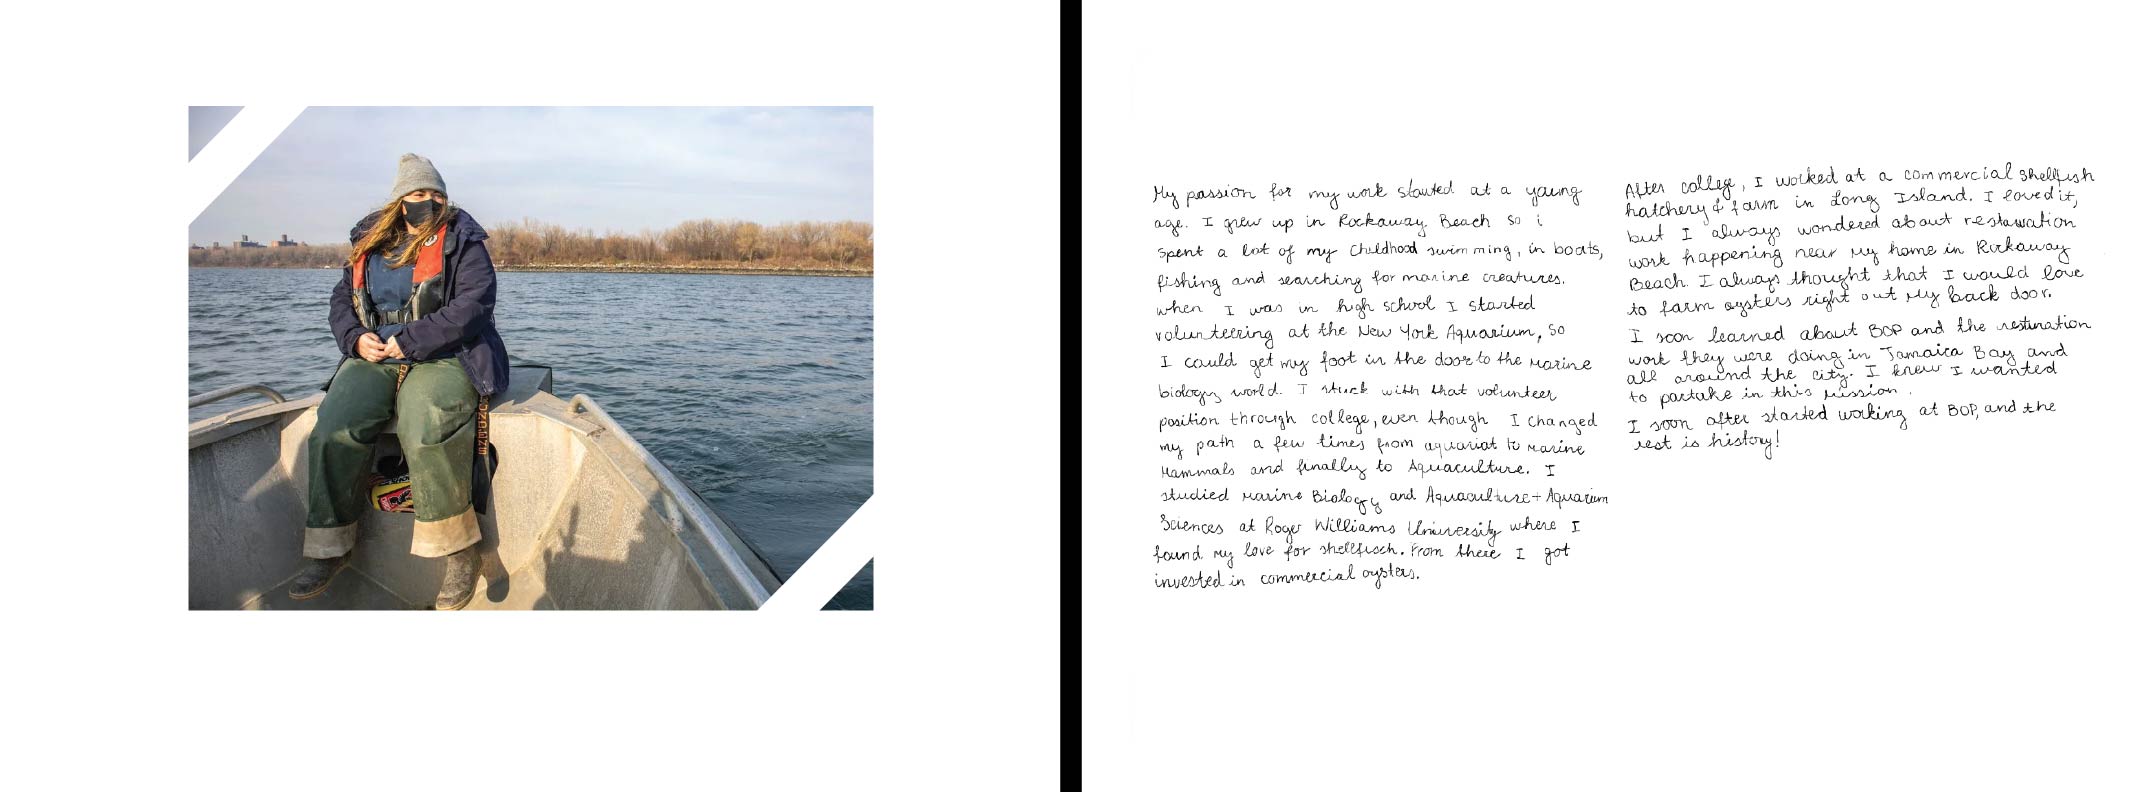 My passion for my work started at a young
age. I grew up in Rockaway Beach so i
spent a lot of my childhood swimming, in boats,
fishing and searching for marine creatures.
when I was in high school I started
volunteering at the New York Aquarium, so
I could get my foot in the door to the marine
biology world. I stuck with that volunteer
position through college, even though I changed
my path a few times from aquarist to marine
Mammals and finally to Aquaculture. I
studied marine Biology and Aquaculture + Aquarium
Sciences at Roger Williams University where I
found my love for shellfisch. From there I got
invested in commercial oysters.
After college, I worked at a commercial shellfish
hatchery & farm in Long Island. I loved it,
but I always wondered about restawation
work happening near my home in Rockaway
Beach. I always thought that I would love
to farm oysters right out my back door.
I soon learned about BOP and the restination
work they were doing in Jamaica Bay and
all around the city. I knew I wanted
to partake in this mission.
I soon after started working at BOP, and the
rest is history!